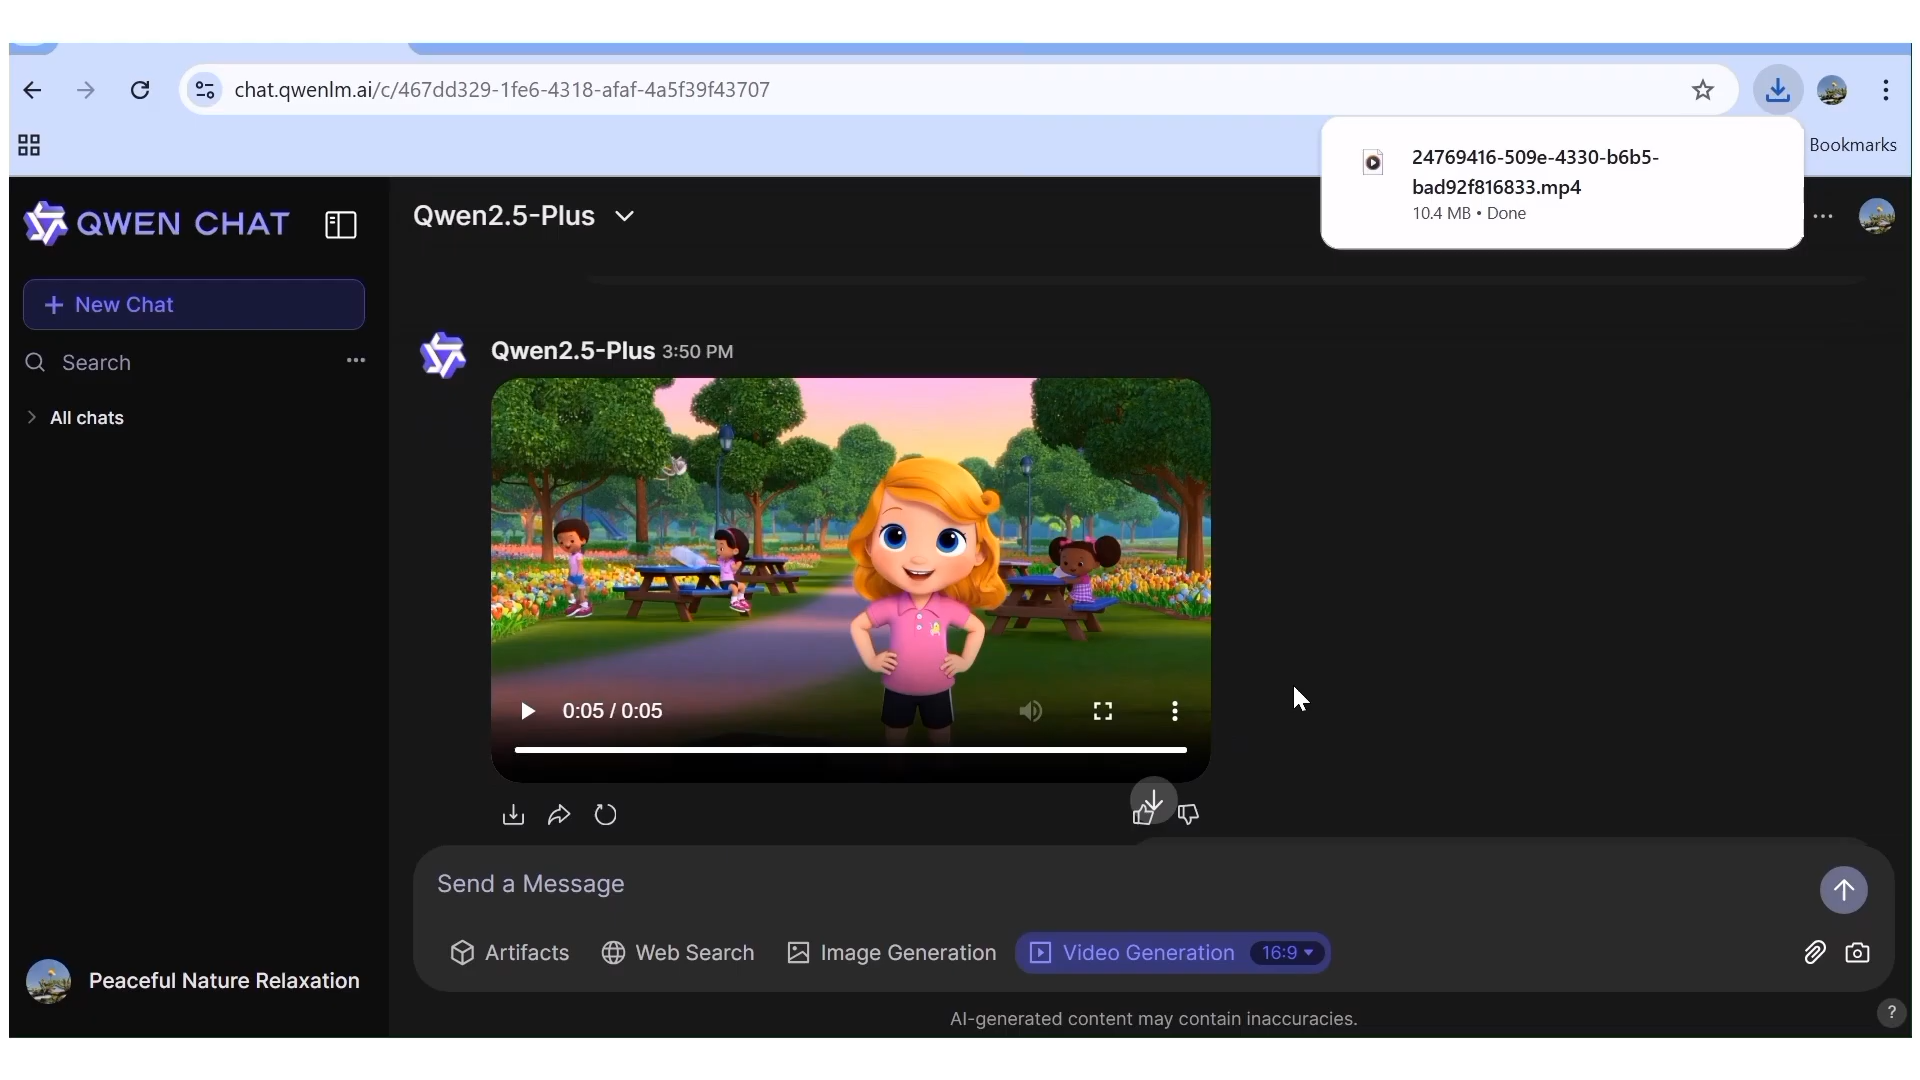 chat.qwenlm.ai/c/467dd329-1fe6-4318-afaf-4a5f39f43707
Bookmarks
24769416-509e-4330-b6b5-
bad92f816833.mp4
10.4 MB • Done
QWEN CHAT
Qwen2.5-Plus
New Chat
Search
All chats
Qwen2.5-Plus 3:50 PM
0:05 / 0:05
Send a Message
Artifacts
Web Search
Image Generation
Video Generation
16:9
Peaceful Nature Relaxation
AI-generated content may contain inaccuracies.
?